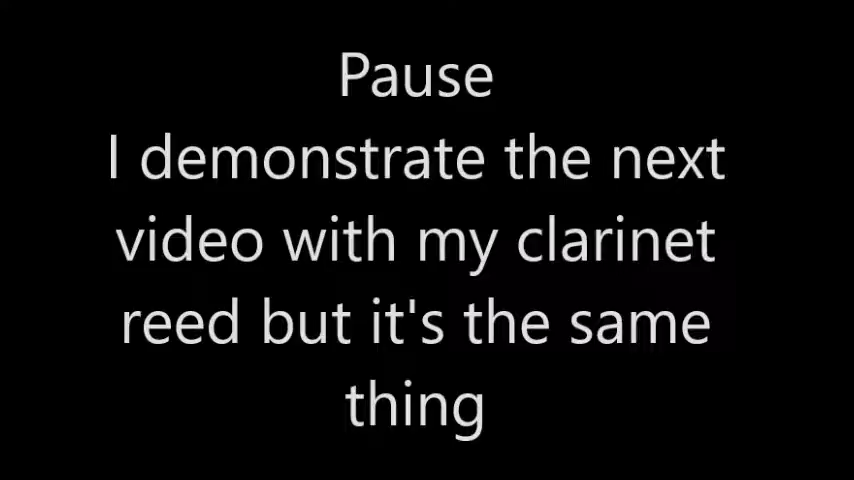 Pause
I demonstrate the next
video with my clarinet
reed but it's the same
thing